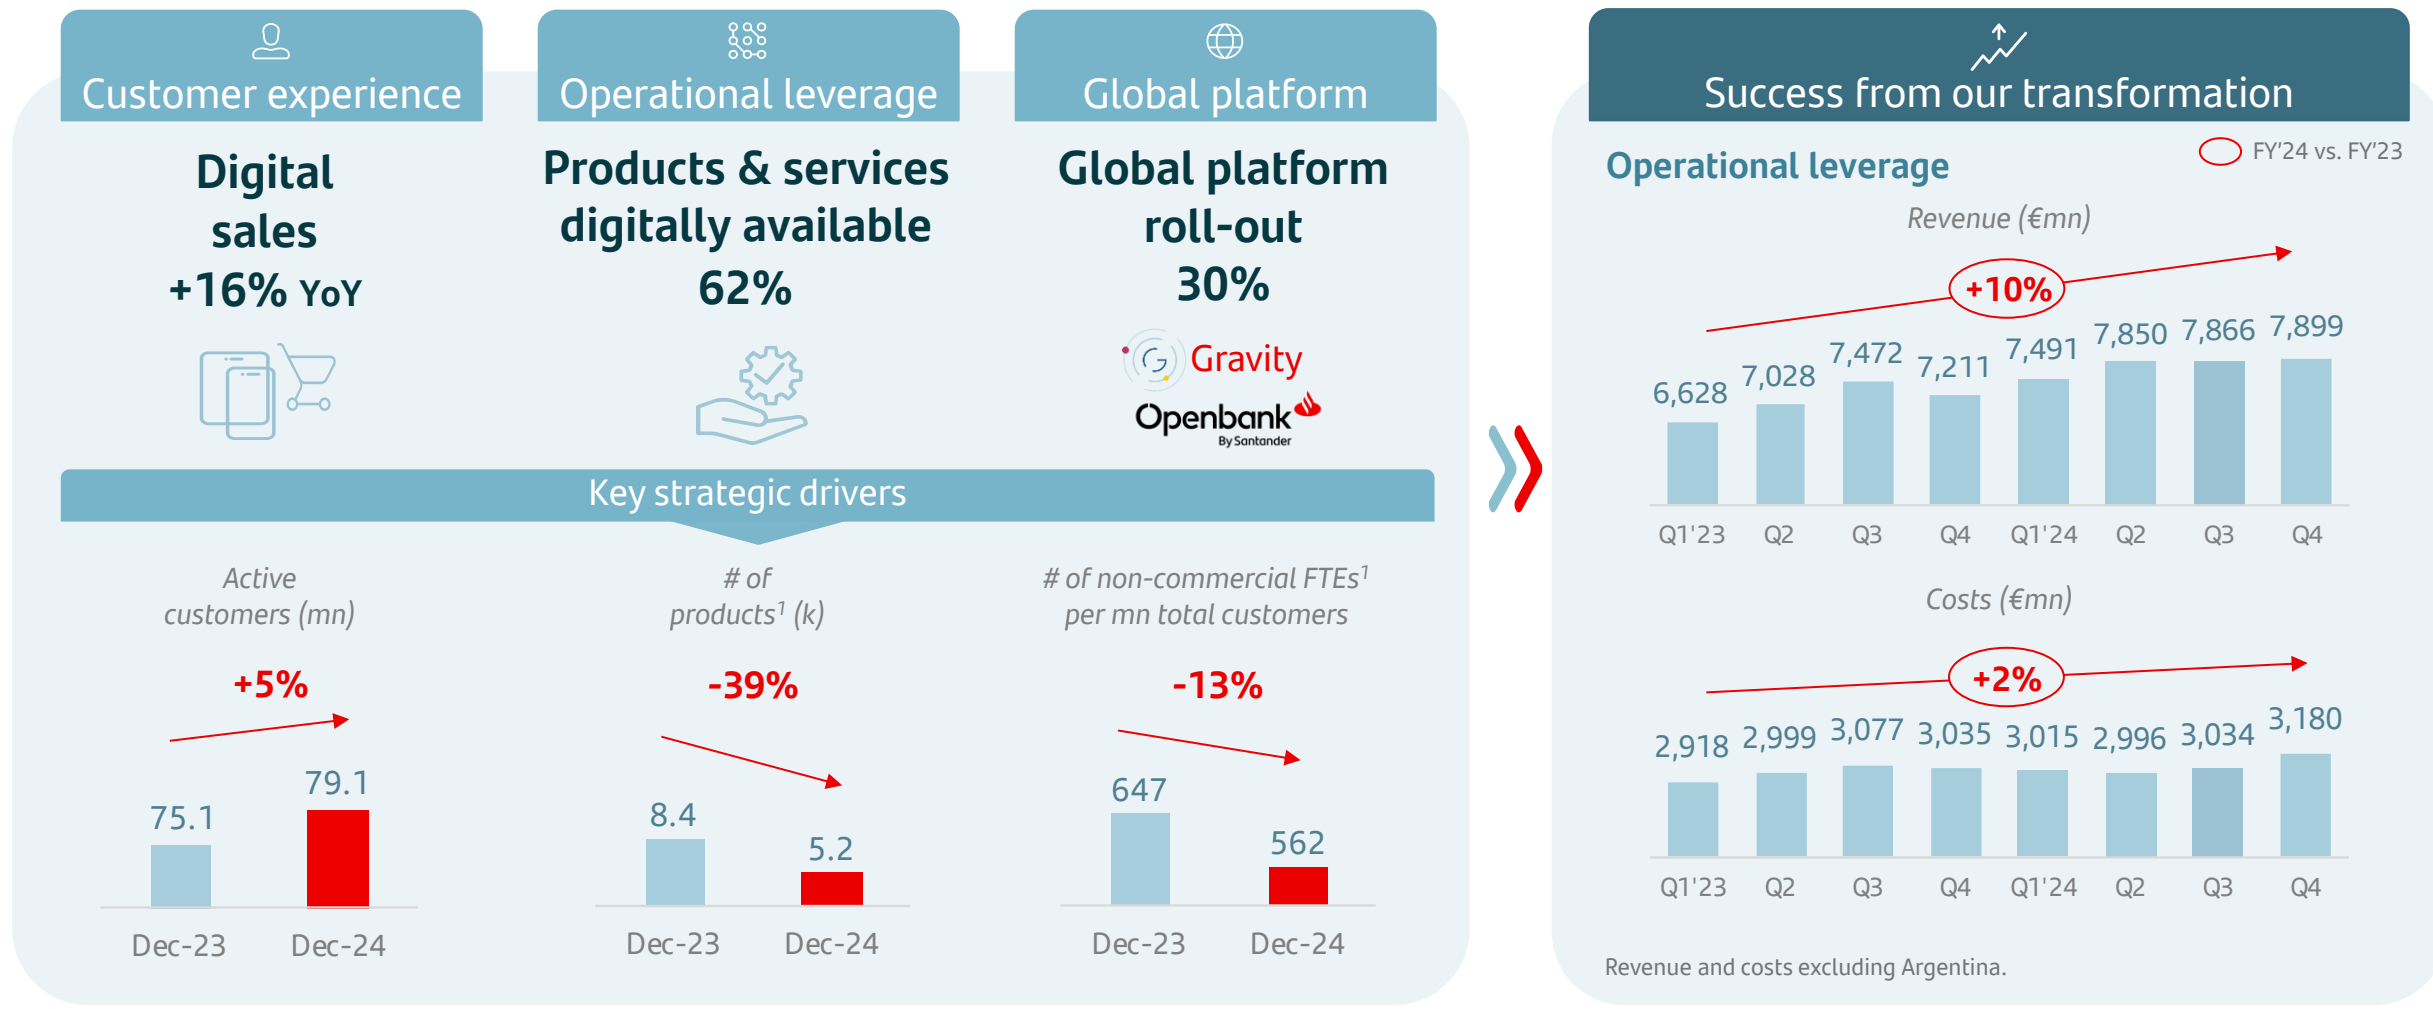 Customer experience
Digital
sales
+16% YoY
Operational leverage
Products & services
digitally available
62%
Global platform
Global platform
roll-out
30%
Gravity
Openbank
By Santander
Key strategic drivers
Active
customers (mn)
+5%
75.1
79.1
Dec-23
Dec-24
# of
products¹ (k)
-39%
8.4
5.2
Dec-23
Dec-24
# of non-commercial FTEs¹
per mn total customers
-13%
647
562
Dec-23
Dec-24
Success from our transformation
FY'24 vs. FY'23
Operational leverage
Revenue (€mn)
+10%
6,628 7,028 7,472 7,211 7,491 7,850 7,866 7,899
Q1'23 Q2 Q3 Q4 Q1'24 Q2 Q3 Q4
Costs (€mn)
+2%
2,918 2,999 3,077 3,035 3,015 2,996 3,034 3,180
Q1'23 Q2 Q3 Q4 Q1'24 Q2 Q3 Q4
Revenue and costs excluding Argentina.